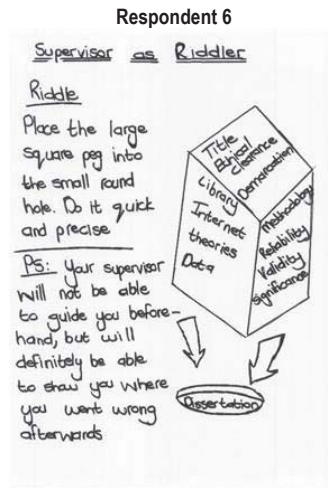 Respondent 6
Supervisor as Riddler
Riddle
Place the large
square peg into
the small round
hole. Do it quick
and precise
PS: Your supervisor
will not be able
to guide you before-
hand, but will
definitely be able
to show you where
you went wrong
afterwards
Title
Ethical
clearance
Demarcation
Library
Internet
theories
Data
Methodology
Reliability
Validity
Significance
Dissertation